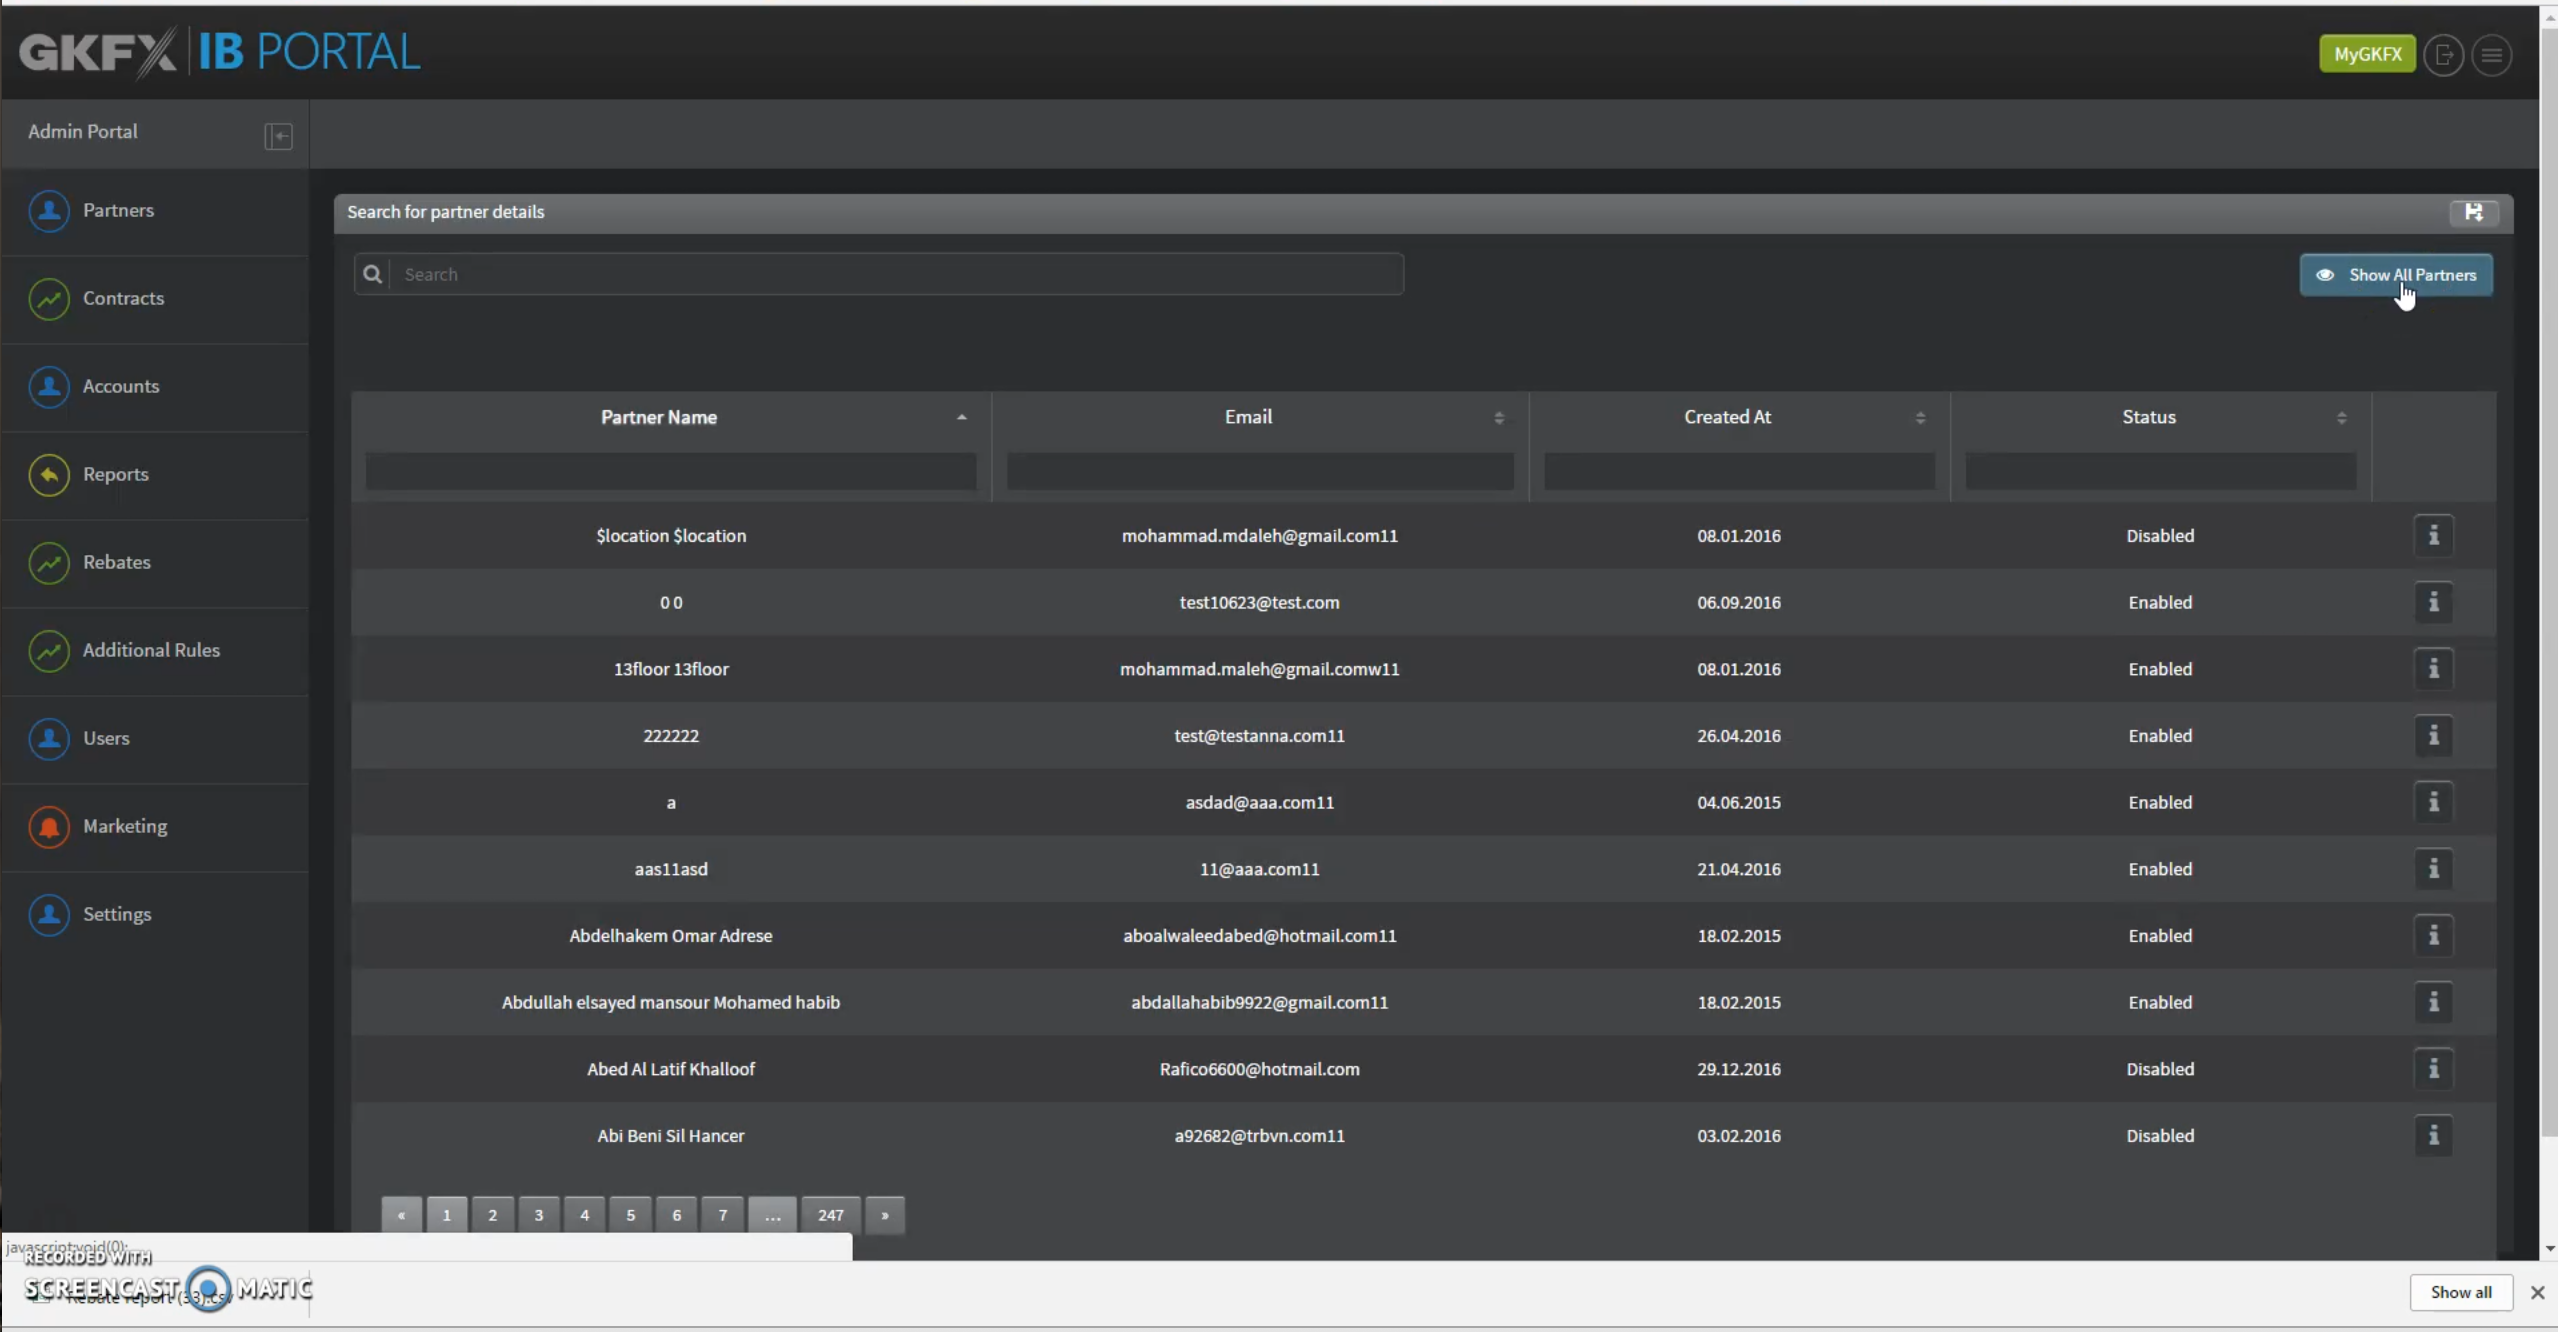 GKFX IB PORTAL
MyGKFX
Admin Portal
Partners
Contracts
Accounts
Reports
Rebates
Additional Rules
Users
Marketing
Settings
Search for partner details
Search
Show All Partners
Partner Name Email Created At Status
$location $location mohammad.mdaleh@gmail.com11 08.01.2016 Disabled
0 0 test10623@test.com 06.09.2016 Enabled
13floor 13floor mohammad.maleh@gmail.comw11 08.01.2016 Enabled
222222 test@testanna.com11 26.04.2016 Enabled
a asdad@aaa.com11 04.06.2015 Enabled
aas11asd 11@aaa.com11 21.04.2016 Enabled
Abdelhakem Omar Adrese aboalwaleedabed@hotmail.com11 18.02.2015 Enabled
Abdullah elsayed mansour Mohamed habib abdallahabib9922@gmail.com11 18.02.2015 Enabled
Abed Al Latif Khalloof Rafico6600@hotmail.com 29.12.2016 Disabled
Abi Beni Sil Hancer a92682@trbvn.com11 03.02.2016 Disabled
« 1 2 3 4 5 6 7 ... 247 »
javascript:void(0);
RECORDED WITH
SCREENCAST MATIC
Rebate report (33).csv
Show all